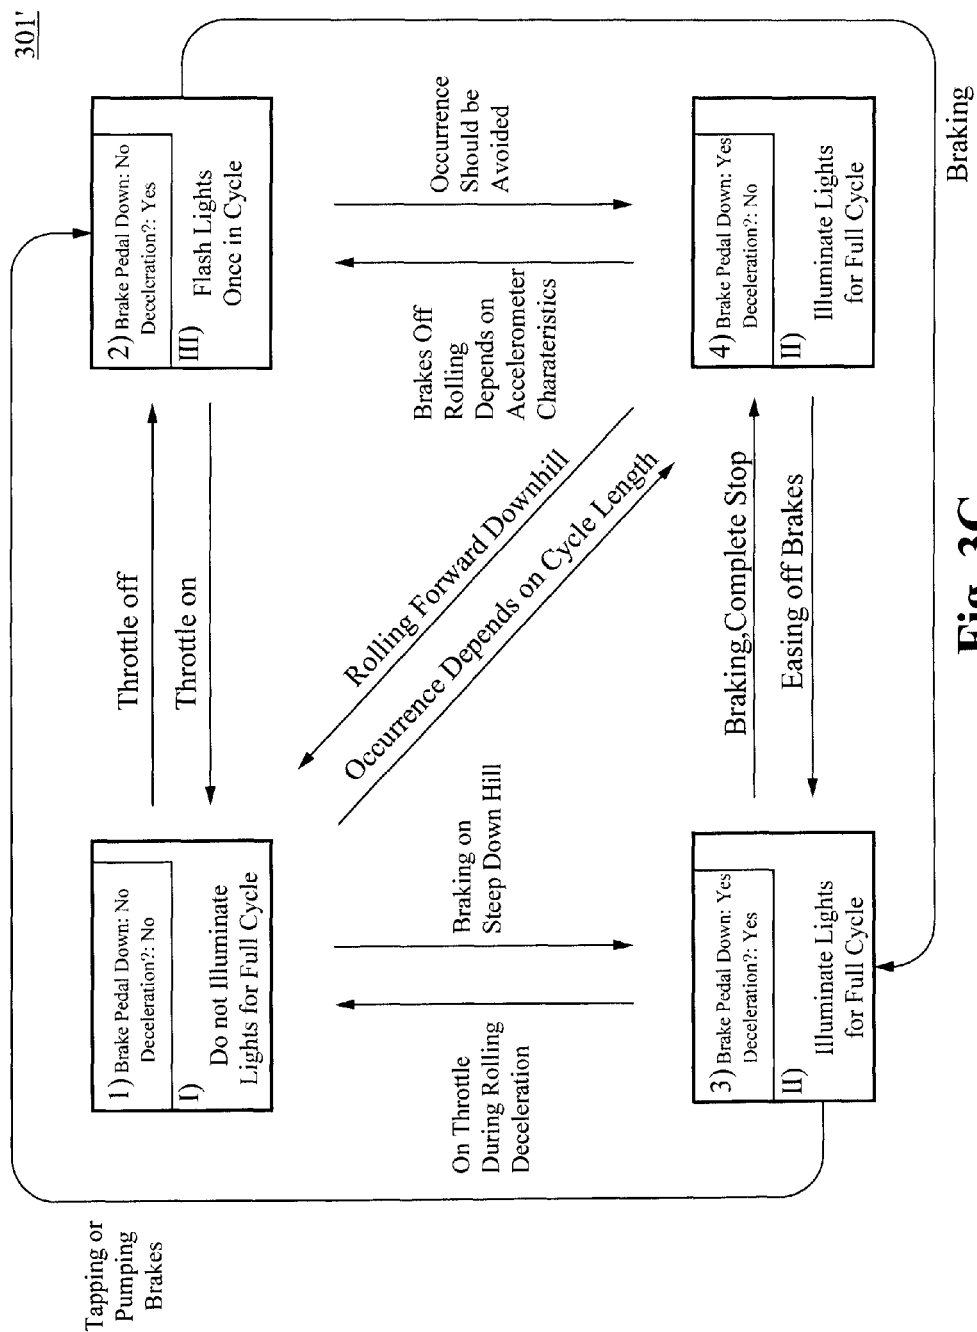 301'
1) Brake Pedal Down: No
Deceleration?: No
I)
Do not Illuminate
Lights for Full Cycle
Throttle off
Throttle on
2) Brake Pedal Down: No
Deceleration?: Yes
III)
Flash Lights
Once in Cycle
Tapping or
Pumping
Brakes
On Throttle
During Rolling
Deceleration
Braking on
Steep Down Hill
Rolling Forward Downhill
Occurrence Depends on Cycle Length
Brakes Off
Rolling
Depends on
Accelerometer
Charateristics
Occurrence
Should be
Avoided
3) Brake Pedal Down: Yes
Deceleration?: Yes
II)
Illuminate Lights
for Full Cycle
Braking,Complete Stop
Easing off Brakes
4) Brake Pedal Down: Yes
Deceleration?: No
II)
Illuminate Lights
for Full Cycle
Braking
Fig. 3C